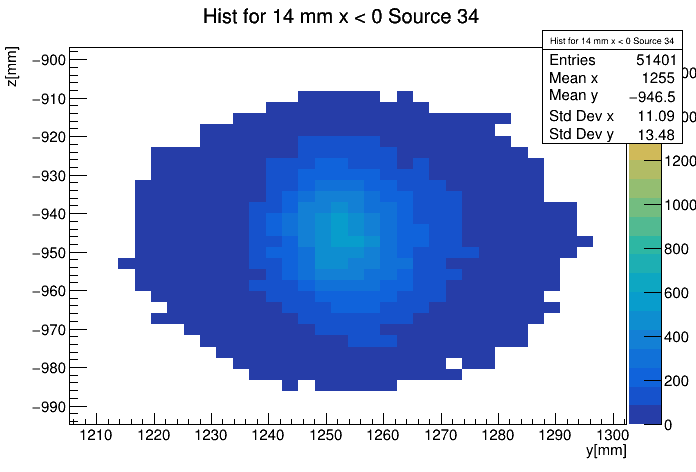 Hist for 14 mm x < 0 Source 34
Hist for 14 mm x < 0 Source 34
Entries 51401
Mean x 1255
Mean y −946.5
Std Dev x 11.09
Std Dev y 13.48
z[mm]
−900
−910
−920
−930
−940
−950
−960
−970
−980
−990
1210 1220 1230 1240 1250 1260 1270 1280 1290 1300
y[mm]
1200
1000
800
600
400
200
0